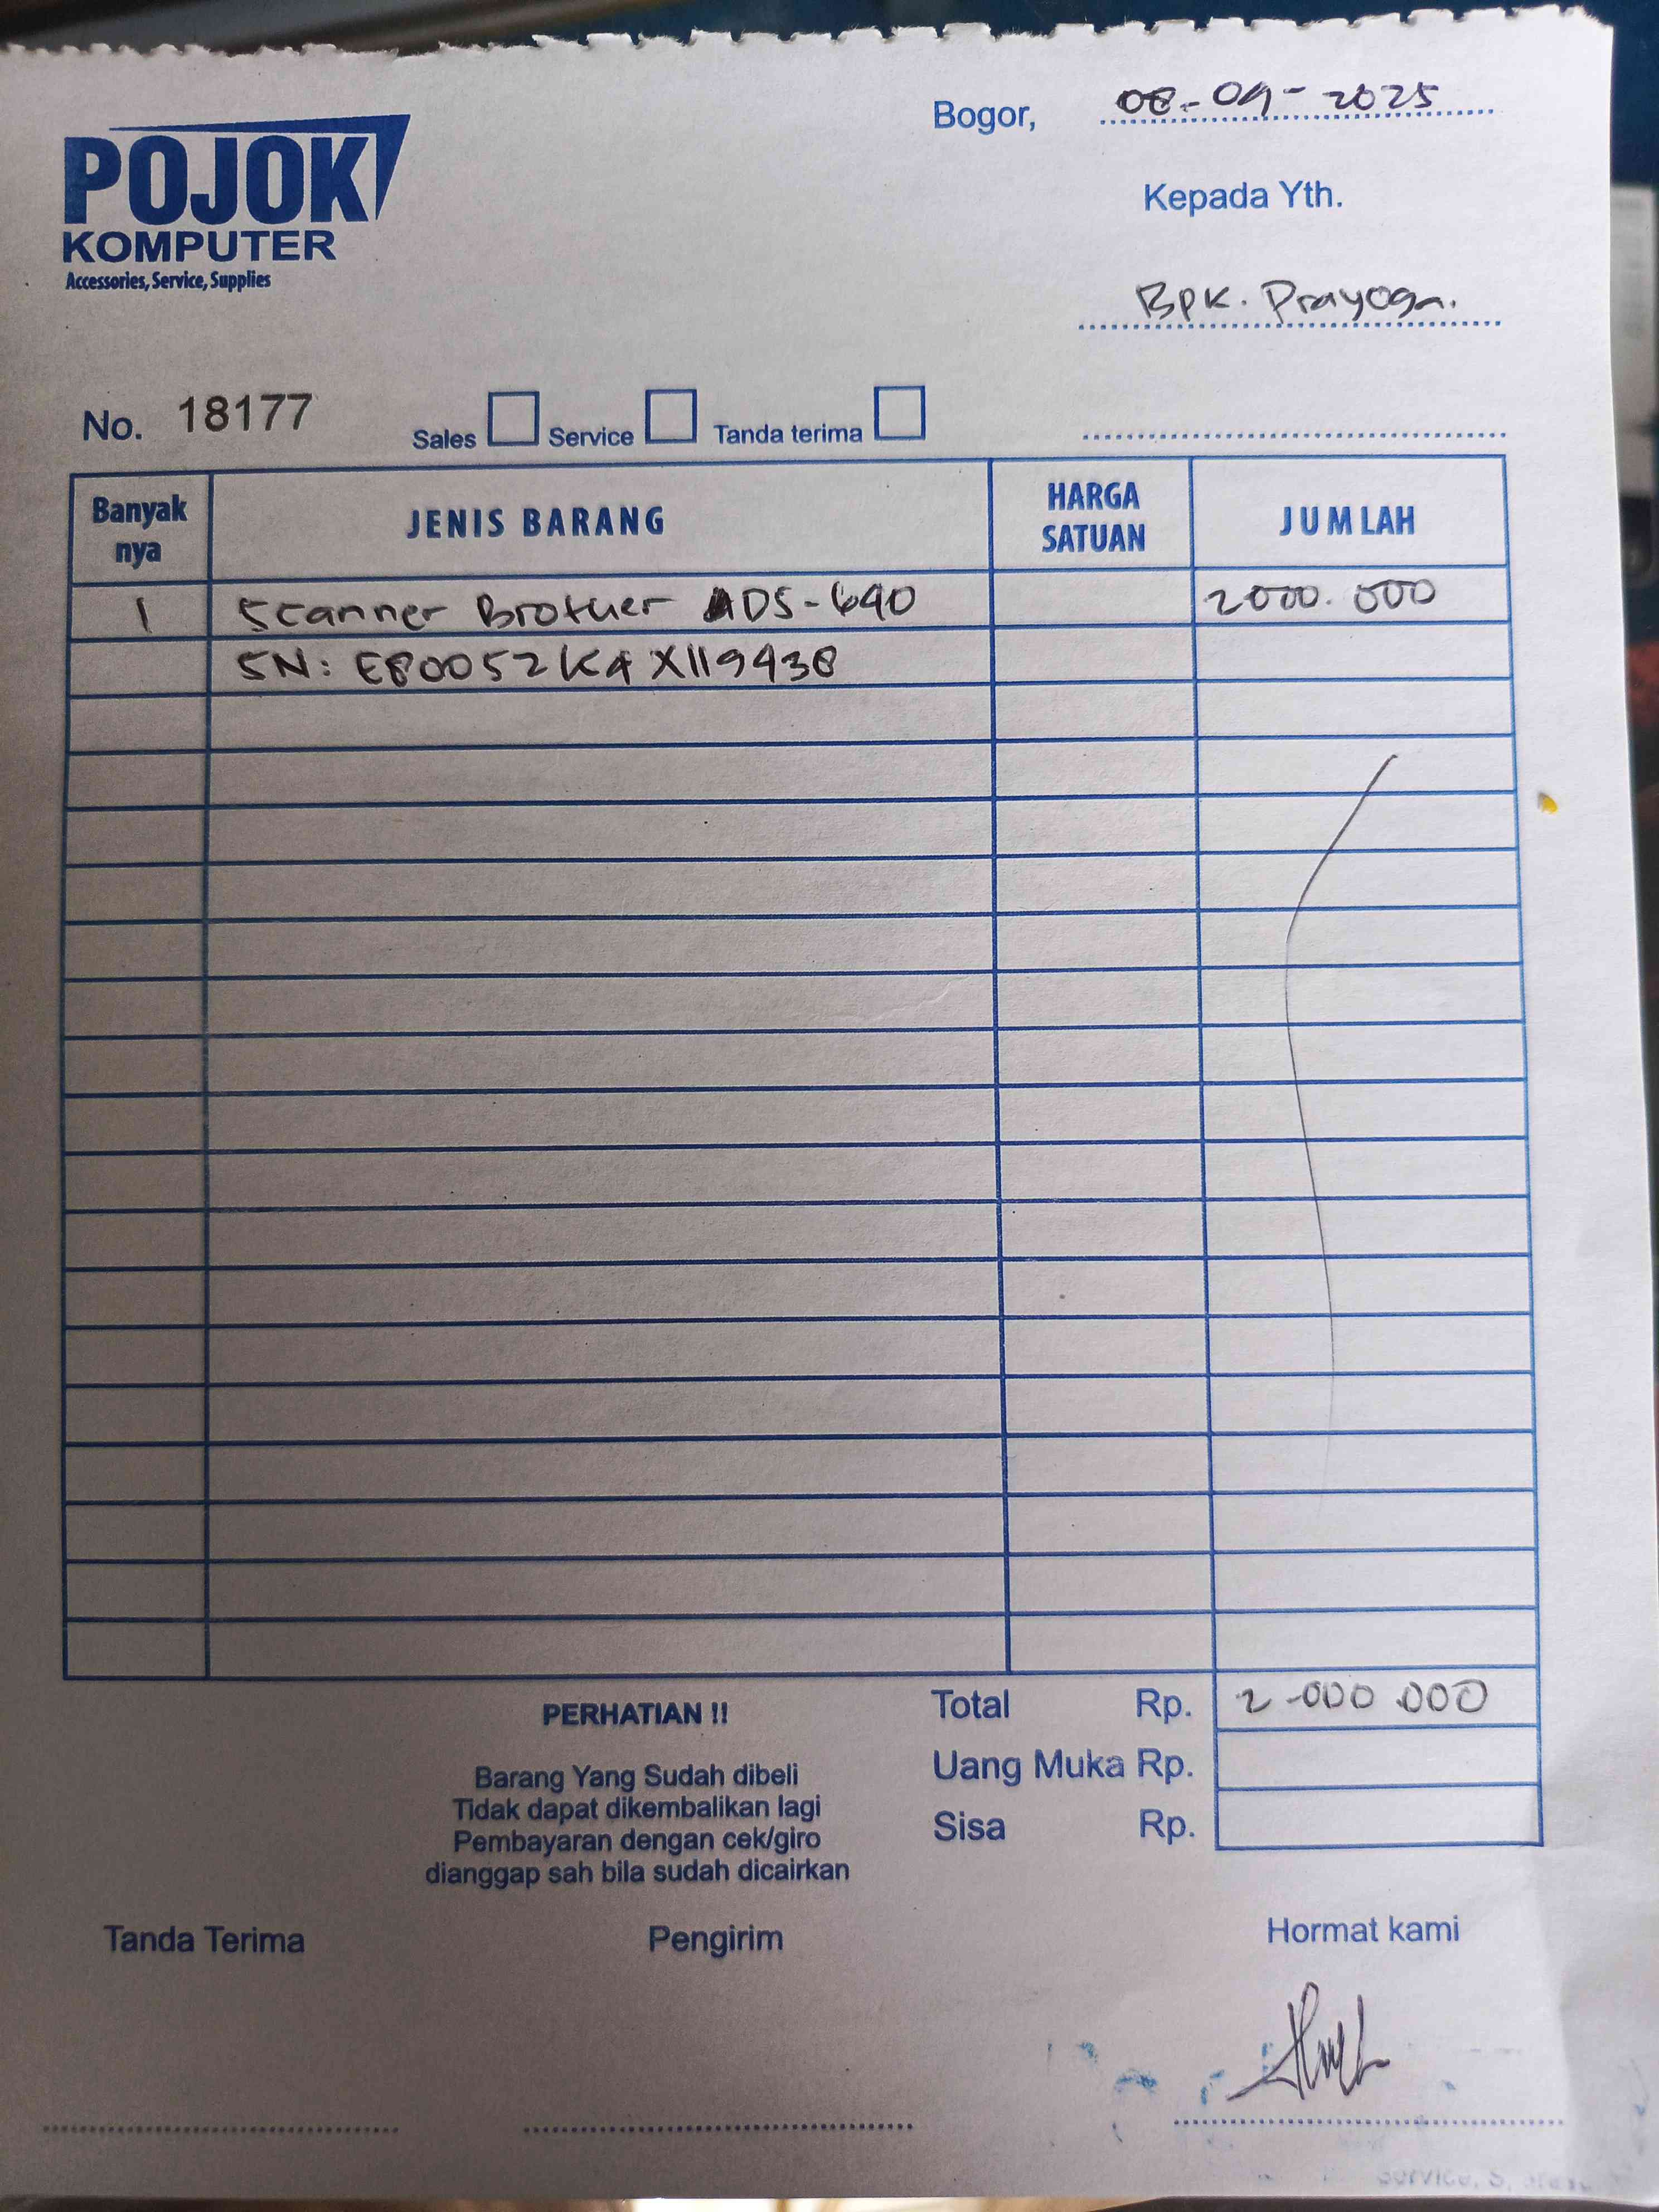 POJOK
KOMPUTER
Accessories, Service, Supplies
Bogor, 08-09-2025
Kepada Yth.
Bpk. Prayoga.
No. 18177
Sales Service Tanda terima
Banyak nya JENIS BARANG HARGA SATUAN JUMLAH
1 Scanner Brother ADS-640 2000.000
SN: E80052K4X119438
PERHATIAN !!
Barang Yang Sudah dibeli
Tidak dapat dikembalikan lagi
Pembayaran dengan cek/giro
dianggap sah bila sudah dicairkan
Total Rp. 2.000.000
Uang Muka Rp.
Sisa Rp.
Tanda Terima Pengirim Hormat kami